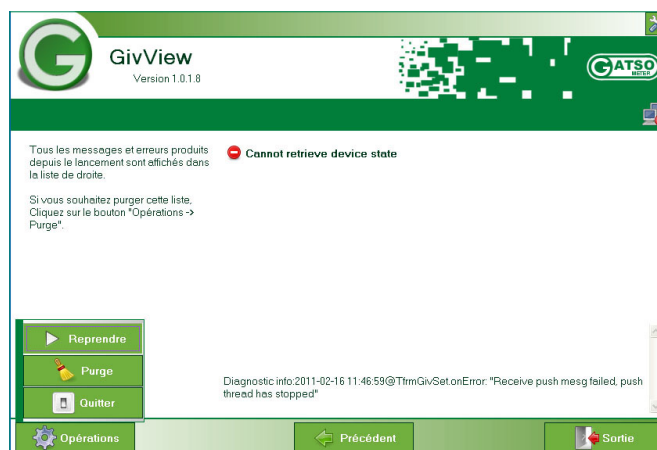 G
GivView
Version 1.0.1.8
GATSO
METER
Tous les messages et erreurs produits
depuis le lancement sont affichés dans
la liste de droite.
Si vous souhaitez purger cette liste,
Cliquez sur le bouton "Opérations ->
Purge".
Cannot retrieve device state
Reprendre
Purge
Quitter
Diagnostic info:2011-02-16 11:46:59@TfrmGivSet.onError: "Receive push mesg failed, push
thread has stopped"
Opérations
Précédent
Sortie